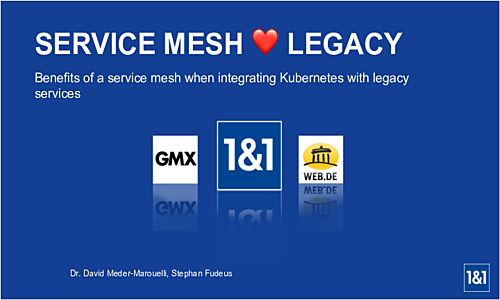 SERVICE MESH ❤️ LEGACY
Benefits of a service mesh when integrating Kubernetes with legacy
services
GMX
1&1
WEB.DE
Dr. David Meder-Marouelli, Stephan Fudeus
1&1